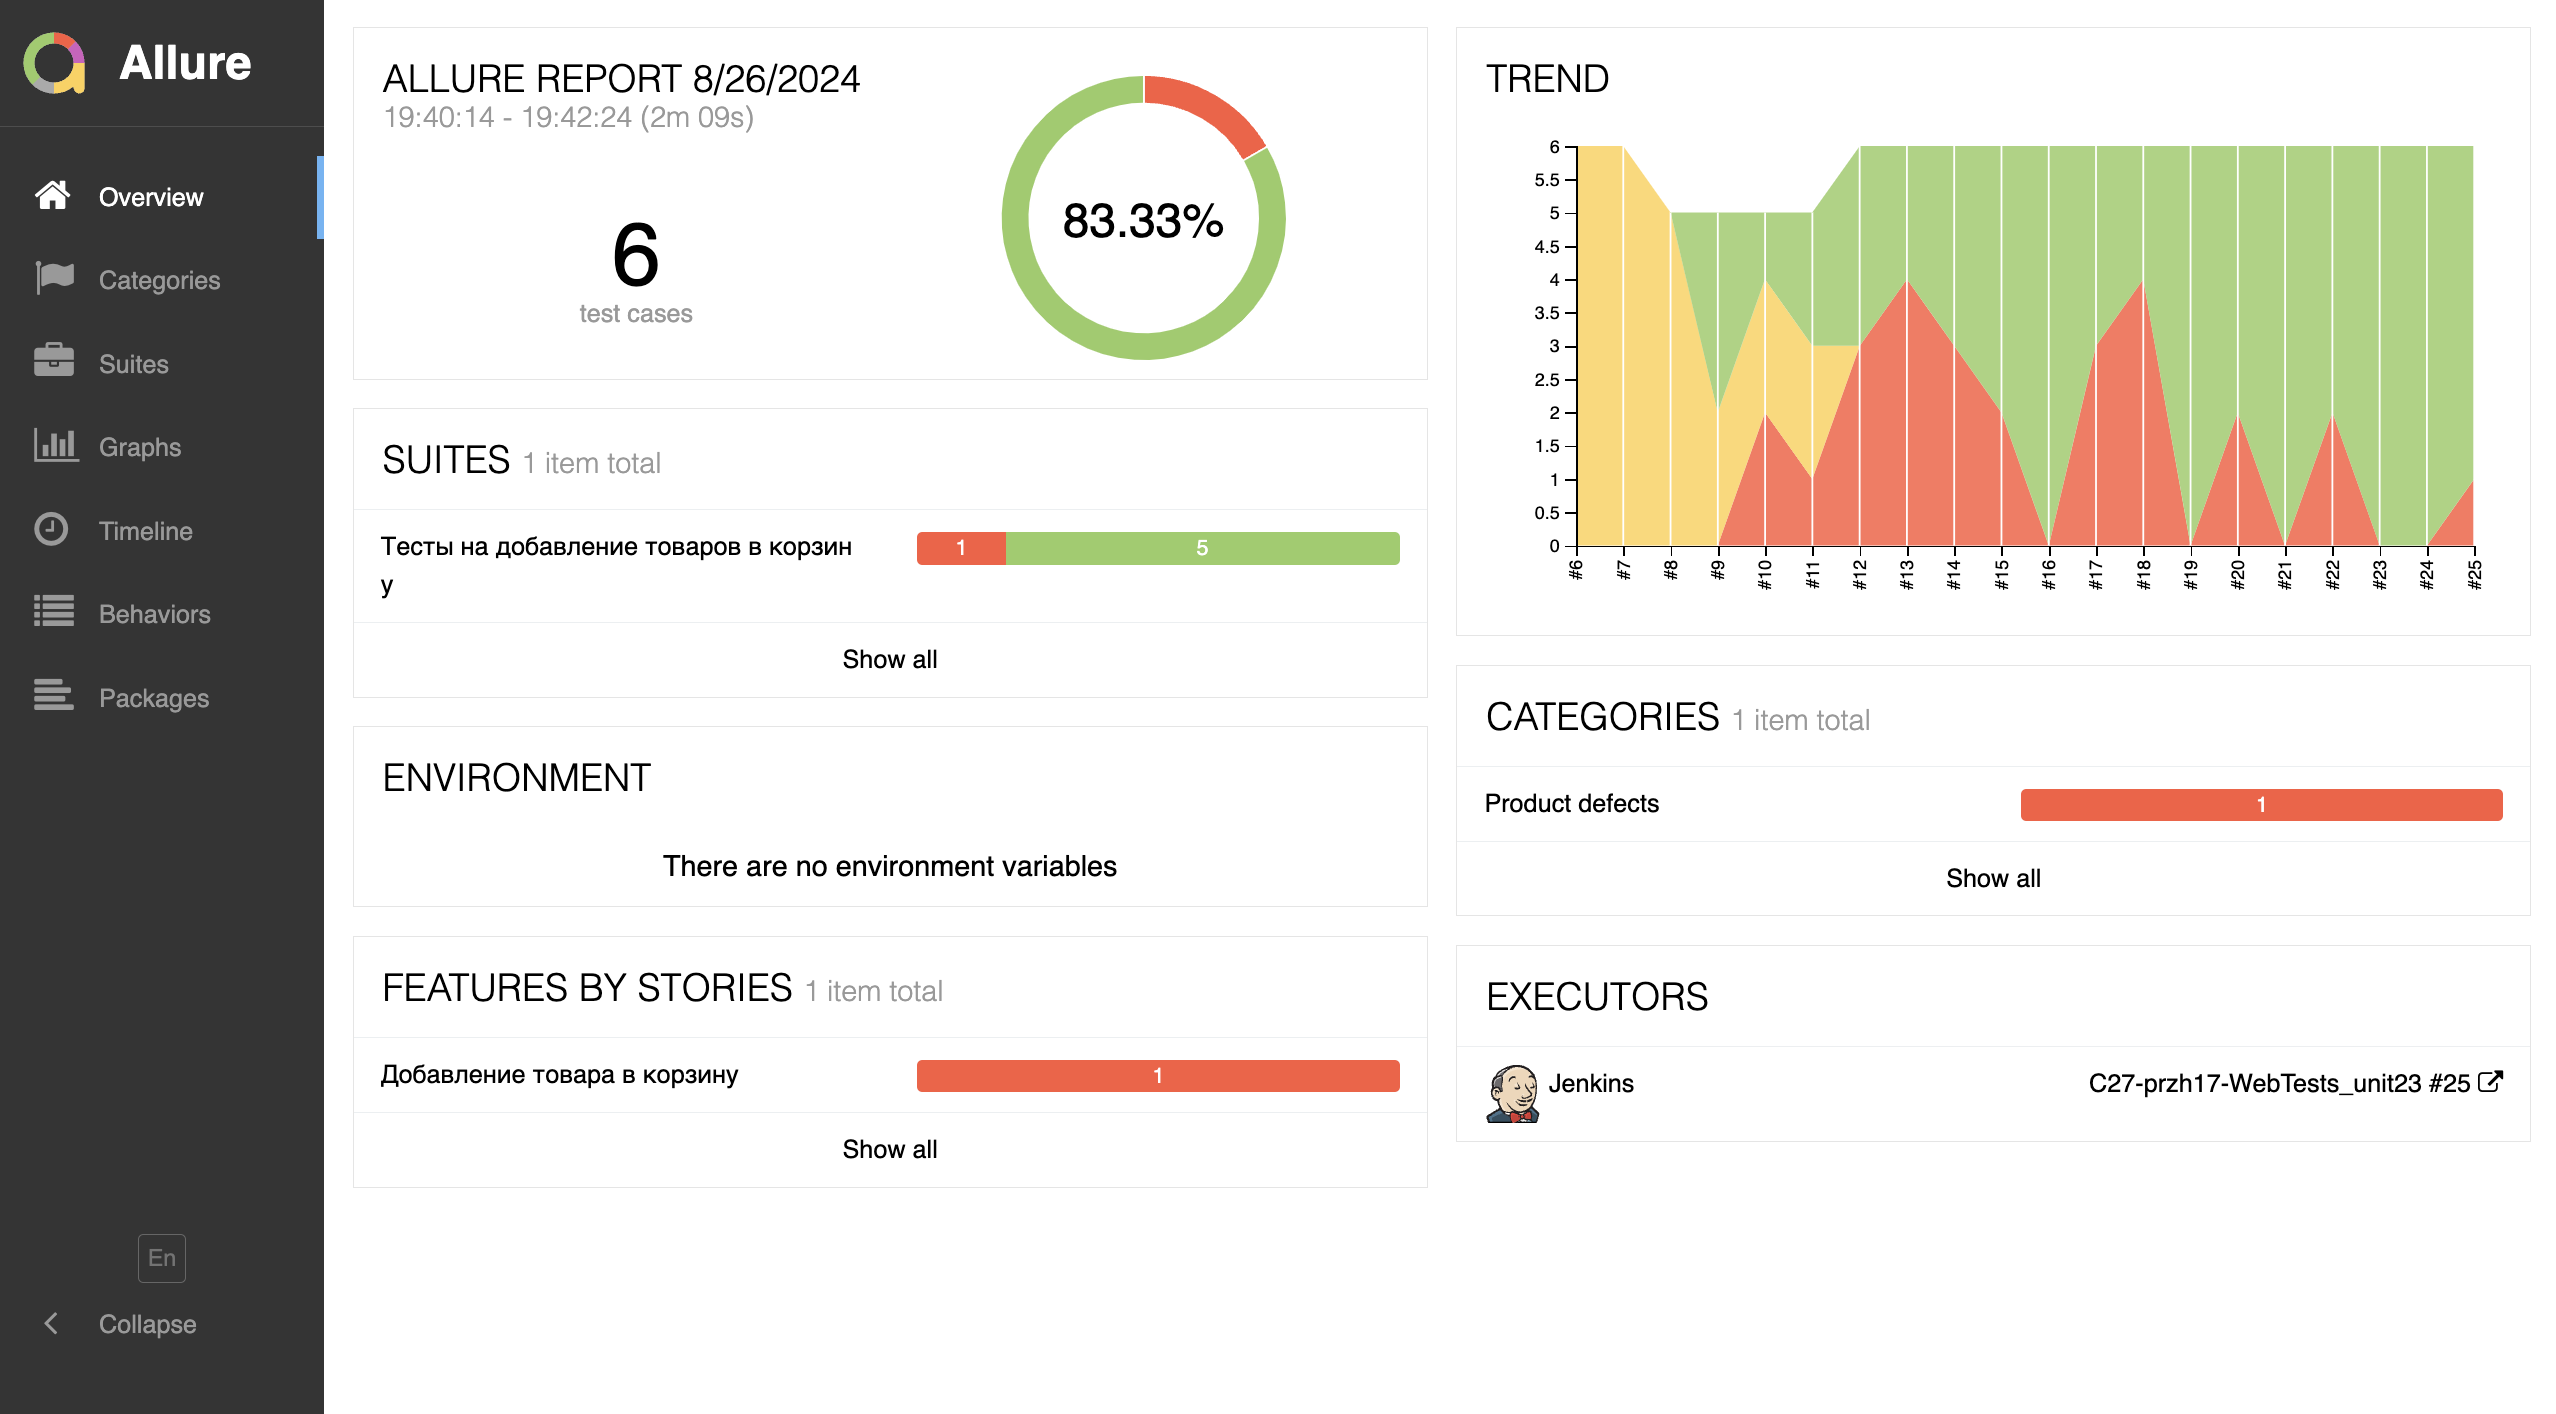 Allure
Overview
Categories
Suites
Graphs
Timeline
Behaviors
Packages
En
Collapse
ALLURE REPORT 8/26/2024
19:40:14 - 19:42:24 (2m 09s)
6
test cases
83.33%
SUITES 1 item total
Тесты на добавление товаров в корзин
у
1 5
Show all
ENVIRONMENT
There are no environment variables
FEATURES BY STORIES 1 item total
Добавление товара в корзину 1
Show all
TREND
6
5.5
5
4.5
4
3.5
3
2.5
2
1.5
1
0.5
0
#6 #7 #8 #9 #10 #11 #12 #13 #14 #15 #16 #17 #18 #19 #20 #21 #22 #23 #24 #25
CATEGORIES 1 item total
Product defects 1
Show all
EXECUTORS
Jenkins C27-przh17-WebTests_unit23 #25